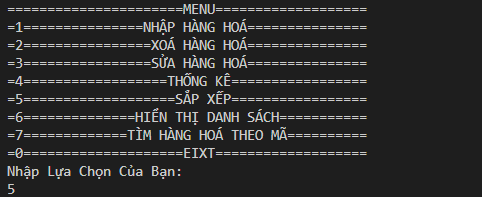 ======================MENU===================
=1===============NHẬP HÀNG HOÁ===============
=2================XOÁ HÀNG HOÁ===============
=3================SỬA HÀNG HOÁ===============
=4==================THỐNG KÊ=================
=5===================SẮP XẾP=================
=6==============HIỂN THỊ DANH SÁCH===========
=7=============TÌM HÀNG HOÁ THEO MÃ==========
=0====================EIXT===================
Nhập Lựa Chọn Của Bạn:
5